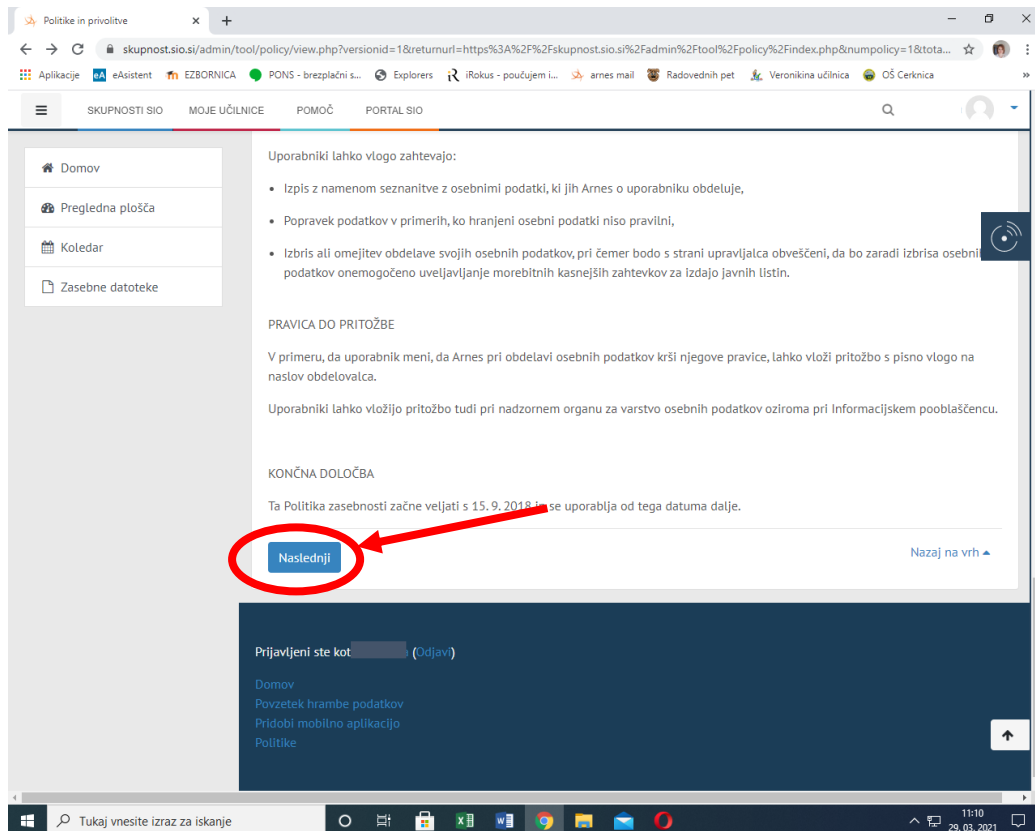 Politike in privolitve
skupnost.sio.si/admin/tool/policy/view.php?versionid=1&returnurl=https%3A%2F%2Fskupnost.sio.si%2Fadmin%2Ftool%2Fpolicy%2Findex.php&numpolicy=1&tota...
Aplikacije eA eAsistent EZBORNICA PONS - brezplačni s... Explorers iRokus - poučujem i... arnes mail Radovednih pet Veronikina učilnica OŠ Cerknica »
SKUPNOSTI SIO MOJE UČILNICE POMOČ PORTAL SIO
Domov
Pregledna plošča
Koledar
Zasebne datoteke
Uporabniki lahko vlogo zahtevajo:
• Izpis z namenom seznanitve z osebnimi podatki, ki jih Arnes o uporabniku obdeluje,
• Popravek podatkov v primerih, ko hranjeni osebni podatki niso pravilni,
• Izbris ali omejitev obdelave svojih osebnih podatkov, pri čemer bodo s strani upravljalca obveščeni, da bo zaradi izbrisa osebnih
podatkov onemogočeno uveljavljanje morebitnih kasnejših zahtevkov za izdajo javnih listin.
PRAVICA DO PRITOŽBE
V primeru, da uporabnik meni, da Arnes pri obdelavi osebnih podatkov krši njegove pravice, lahko vloži pritožbo s pisno vlogo na
naslov obdelovalca.
Uporabniki lahko vložijo pritožbo tudi pri nadzornem organu za varstvo osebnih podatkov oziroma pri Informacijskem pooblaščencu.
KONČNA DOLOČBA
Ta Politika zasebnosti začne veljati s 15. 9. 2018 in se uporablja od tega datuma dalje.
Naslednji
Nazaj na vrh
Prijavljeni ste kot (Odjavi)
Domov
Povzetek hrambe podatkov
Pridobi mobilno aplikacijo
Politike
Tukaj vnesite izraz za iskanje
11:10
29. 03. 2021